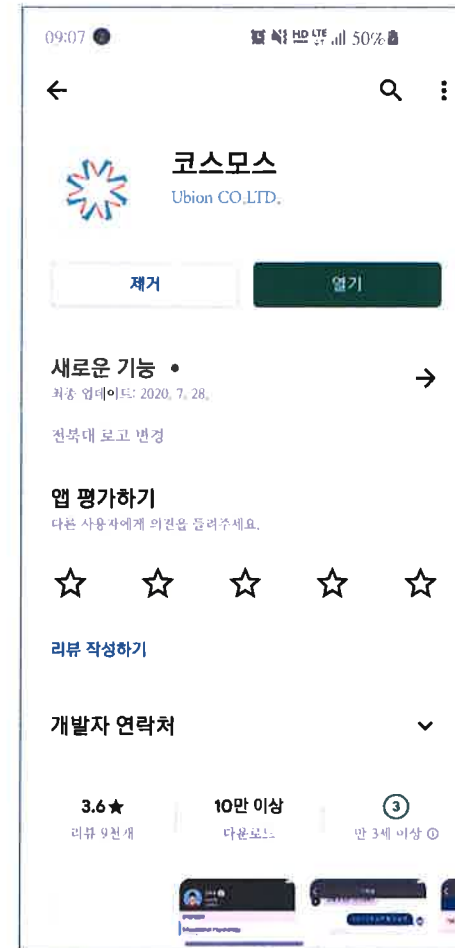 09:07 HD LTE 50%
코스모스
Ubion CO.,LTD.
제거
열기
새로운 기능
최종 업데이트: 2020. 7. 28.
전북대 로고 변경
앱 평가하기
다른 사용자에게 의견을 들려주세요.
리뷰 작성하기
개발자 연락처
3.6★
10만 이상
3
리뷰 9천개
다운로드
만 3세 이상